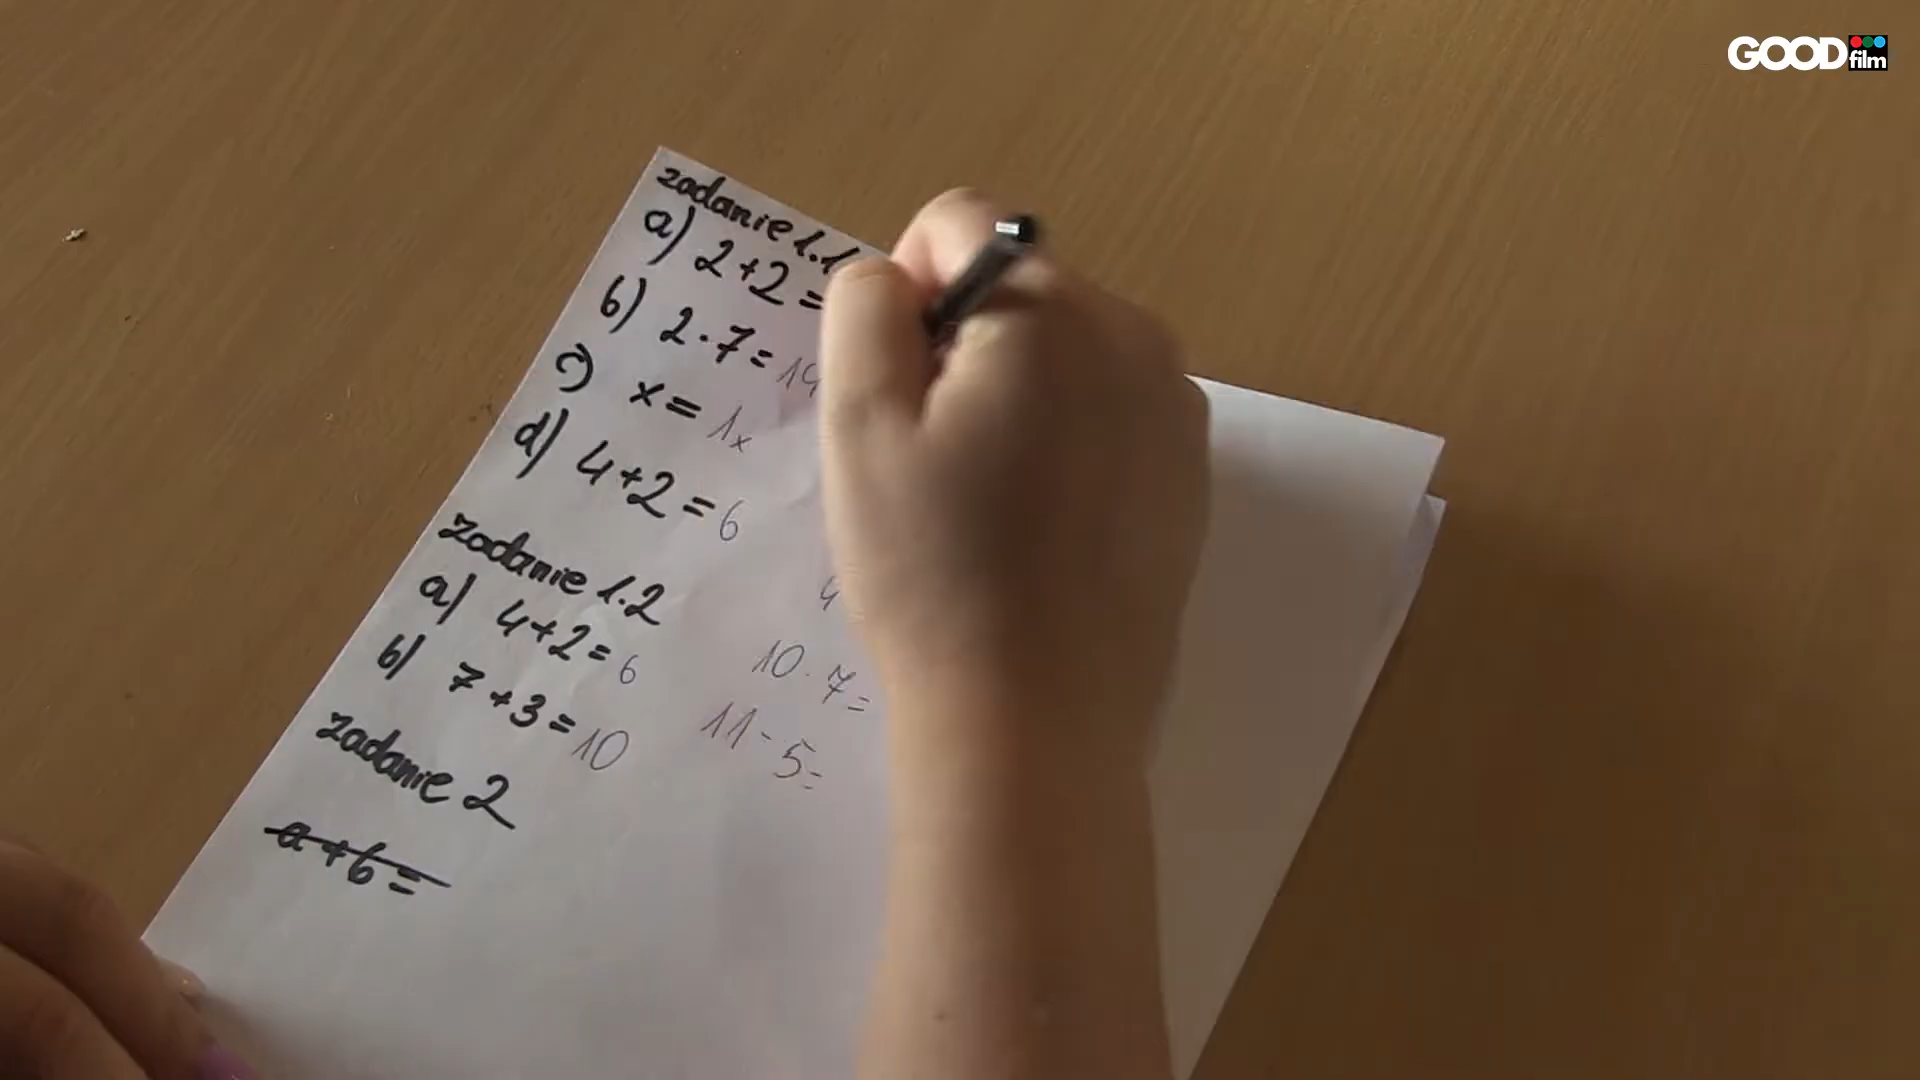 GOOD film
zadanie 1.1
a) 2+2=
b) 2·7=14
c) x= 1x
d) 4+2=6
zadanie 1.2
a) 4+2=6
b) 7+3=10
zadanie 2
a+b=
4
10·7=
11-5=